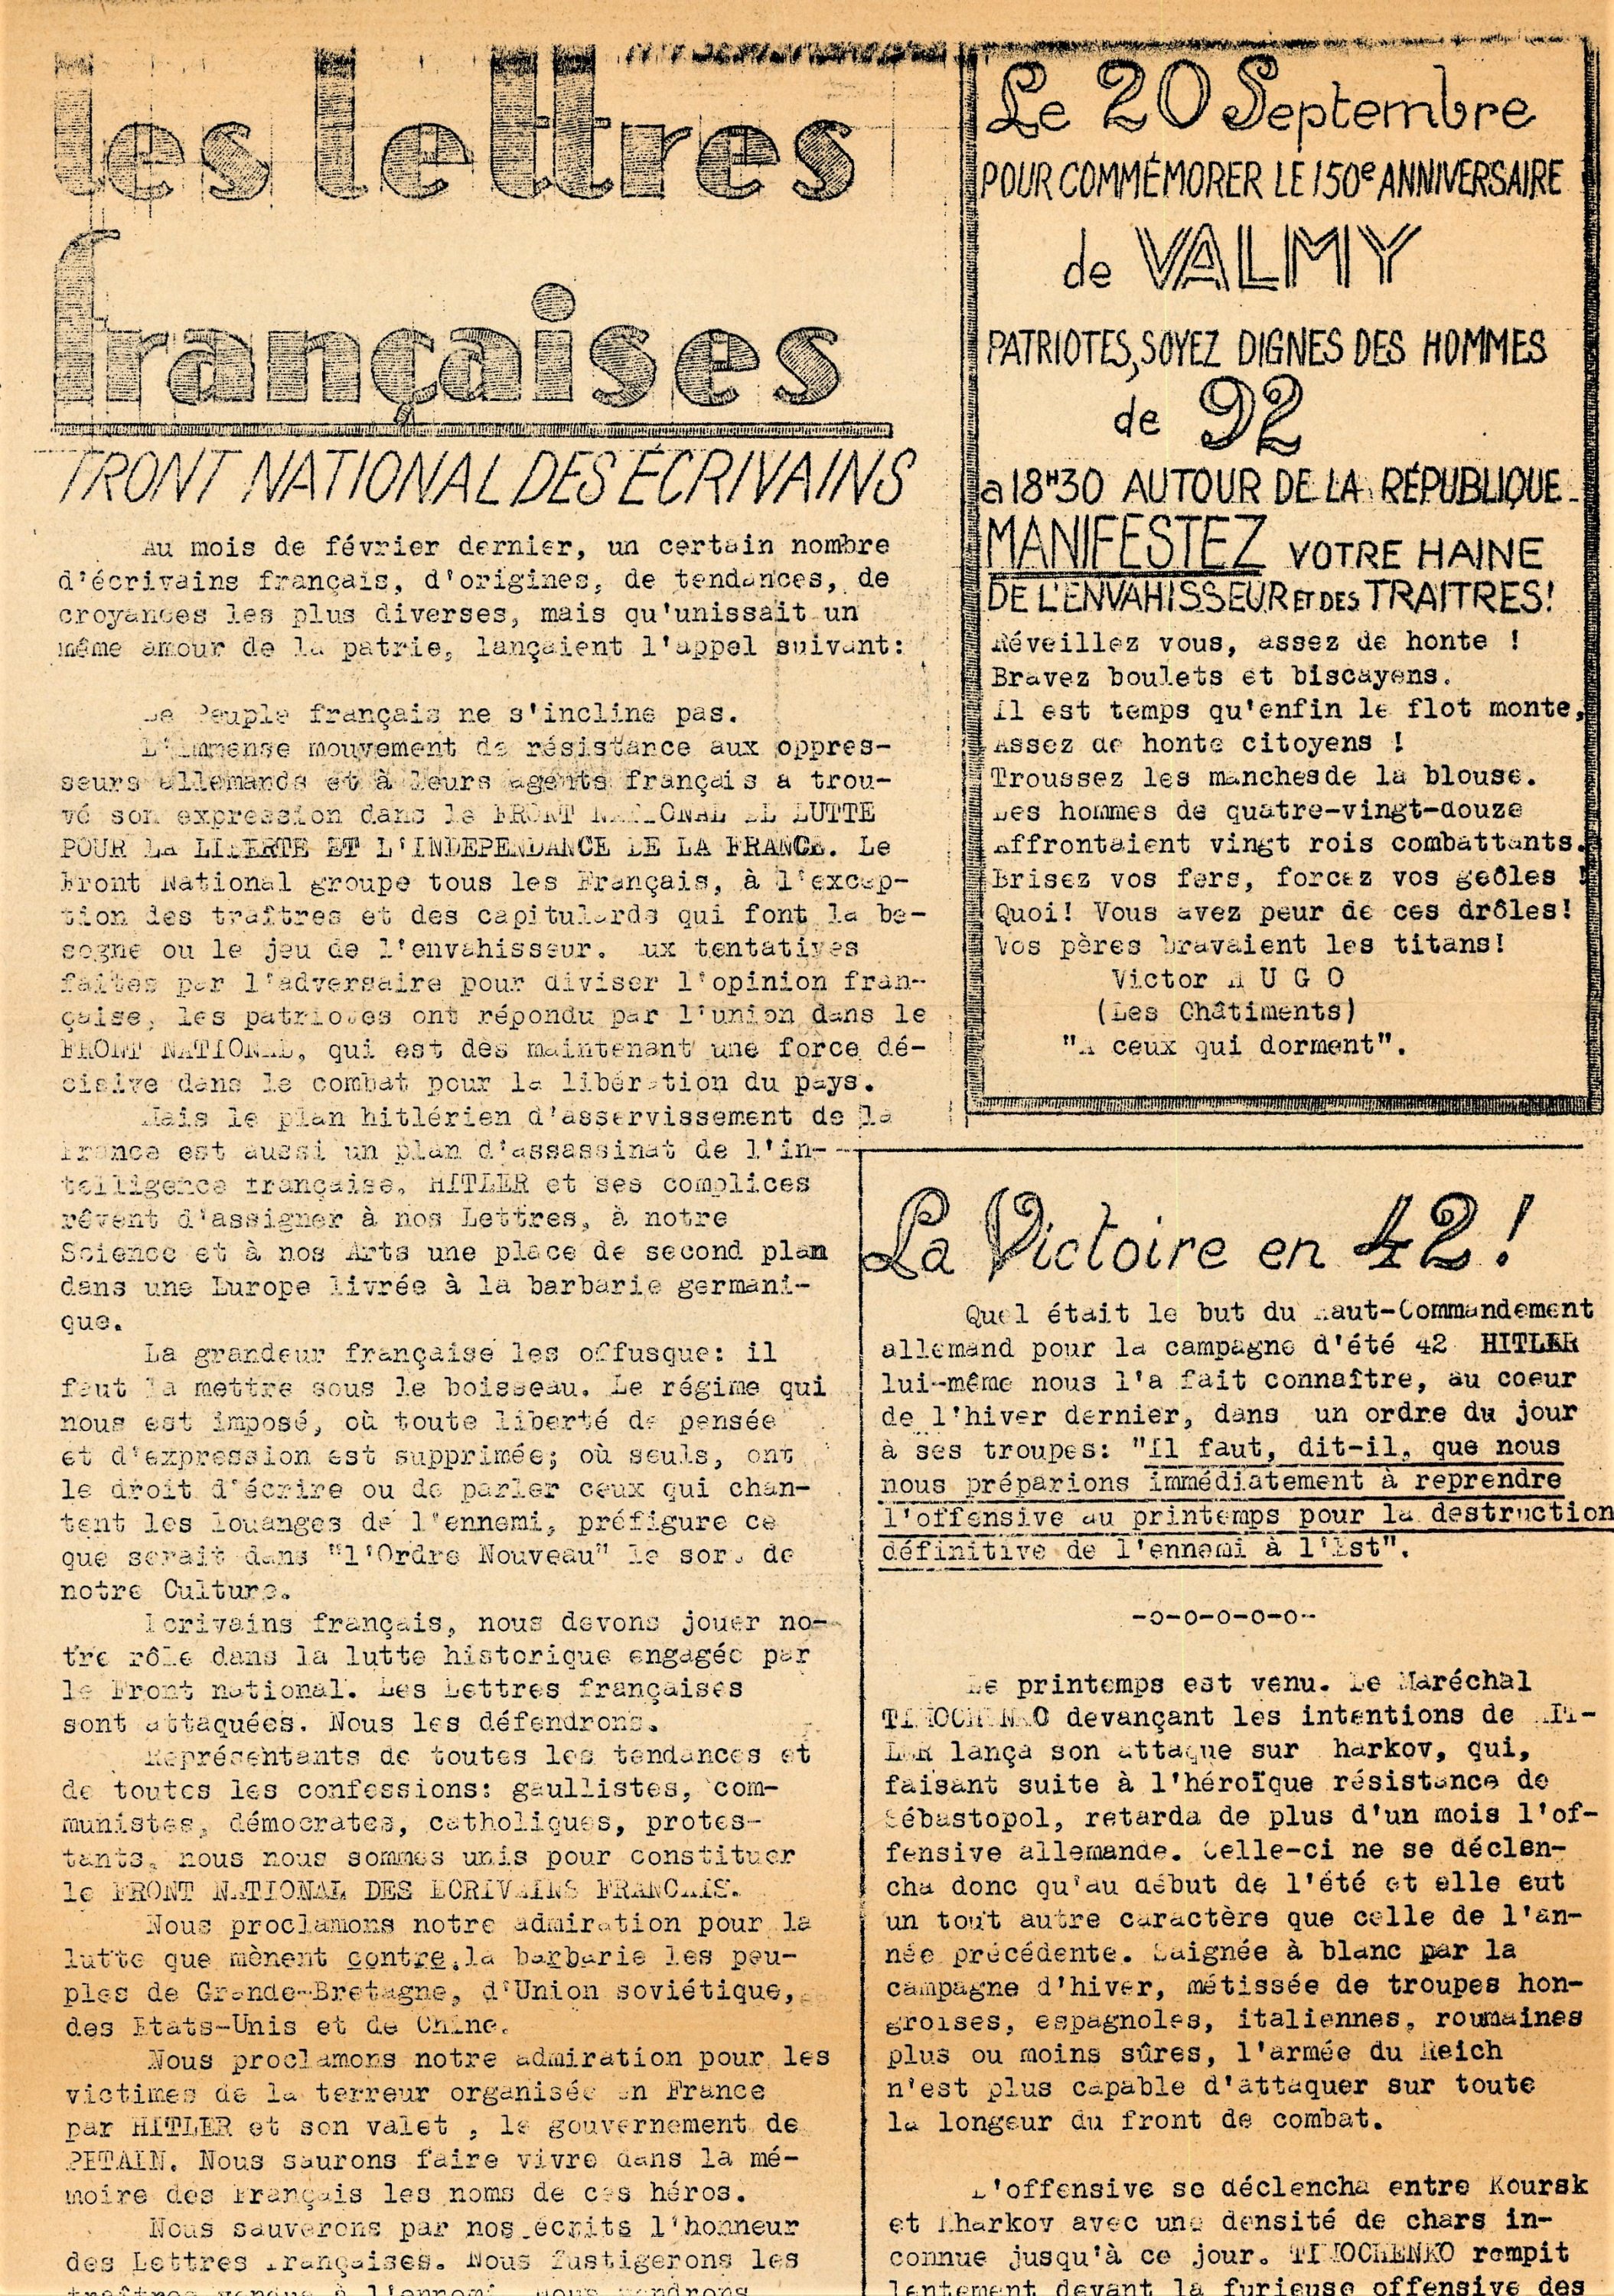 les lettres
françaises
FRONT NATIONAL DES ÉCRIVAINS
Au mois de février dernier, un certain nombre
d'écrivains français, d'origines, de tendances, de
croyances les plus diverses, mais qu'unissait un
même amour de la patrie, lançaient l'appel suivant:
Le Peuple français ne s'incline pas.
L'immense mouvement de résistance aux oppres-
seurs allemands et à leurs agents français a trou-
vé son expression dans le FRONT NATIONAL DE LUTTE
POUR LA LIBERTE ET L'INDEPENDANCE DE LA FRANCE. Le
Front National groupe tous les Français, à l'excep-
tion des traîtres et des capitulards qui font la be-
sogne ou le jeu de l'envahisseur. ux tentatives
faites par l'adversaire pour diviser l'opinion fran-
çaise, les patriotes ont répondu par l'union dans le
FRONT NATIONAL, qui est dès maintenant une force dé-
cisive dans le combat pour la libération du pays.
Mais le plan hitlérien d'asservissement de la
France est aussi un plan d'assassinat de l'in-
telligence française. HITLER et ses complices
rêvent d'assigner à nos Lettres, à notre
Science et à nos Arts une place de second plan
dans une Europe livrée à la barbarie germani-
que.
La grandeur française les offusque: il
faut la mettre sous le boisseau. Le régime qui
nous est imposé, où toute liberté de pensée
et d'expression est supprimée; où seuls, ont
le droit d'écrire ou de parler ceux qui chan-
tent les louanges de l'ennemi, préfigure ce
que serait dans "l'Ordre Nouveau" le sort de
notre Culture.
Ecrivains français, nous devons jouer no-
tre rôle dans la lutte historique engagée par
le Front national. Les Lettres françaises
sont attaquées. Nous les défendrons.
Représentants de toutes les tendances et
de toutes les confessions: gaullistes, com-
munistes, démocrates, catholiques, protes-
tants, nous nous sommes unis pour constituer
le FRONT NATIONAL DES ECRIVAINS FRANCAIS.
Nous proclamons notre admiration pour la
lutte que mènent contre la barbarie les peu-
ples de Grande-Bretagne, d'Union soviétique,
des Etats-Unis et de Chine.
Nous proclamons notre admiration pour les
victimes de la terreur organisée en France
par HITLER et son valet , le gouvernement de
PETAIN. Nous saurons faire vivre dans la mé-
moire des Français les noms de ces héros.
Nous sauverons par nos écrits l'honneur
des Lettres françaises. Nous fustigerons les
traîtres vendus à l'ennemi. Nous rendrons
Le 20 Septembre
POUR COMMÉMORER LE 150e ANNIVERSAIRE
de VALMY
PATRIOTES, SOYEZ DIGNES DES HOMMES
de 92
a 18H30 AUTOUR DE LA RÉPUBLIQUE
MANIFESTEZ VOTRE HAINE
DE L'ENVAHISSEUR ET DES TRAITRES!
Réveillez vous, assez de honte !
Bravez boulets et biscayens.
Il est temps qu'enfin le flot monte,
Assez de honte citoyens !
Troussez les manches de la blouse.
Les hommes de quatre-vingt-douze
Affrontaient vingt rois combattants.
Brisez vos fers, forcez vos geôles !
Quoi! Vous avez peur de ces drôles!
Vos pères bravaient les titans!
Victor H U G O
(Les Châtiments)
"A ceux qui dorment".
La Victoire en 42 !
Quel était le but du Haut-Commandement
allemand pour la campagne d'été 42 HITLER
lui-même nous l'a fait connaître, au coeur
de l'hiver dernier, dans un ordre du jour
à ses troupes: "Il faut, dit-il, que nous
nous préparions immédiatement à reprendre
l'offensive au printemps pour la destruction
définitive de l'ennemi à l'Est".
-o-o-o-o-o--
Le printemps est venu. Le Maréchal
TIMOCHENKO devançant les intentions de HIT-
LER lança son attaque sur harkov, qui,
faisant suite à l'héroïque résistance de
Sébastopol, retarda de plus d'un mois l'of-
fensive allemande. Celle-ci ne se déclen-
cha donc qu'au début de l'été et elle eut
un tout autre caractère que celle de l'an-
née précédente. Saignée à blanc par la
campagne d'hiver, métissée de troupes hon-
groises, espagnoles, italiennes, roumaines
plus ou moins sûres, l'armée du Reich
n'est plus capable d'attaquer sur toute
la longeur du front de combat.
L'offensive se déclencha entre Koursk
et Kharkov avec une densité de chars in-
connue jusqu'à ce jour. TIMOCHENKO rompit
lentement devant la furieuse offensive des